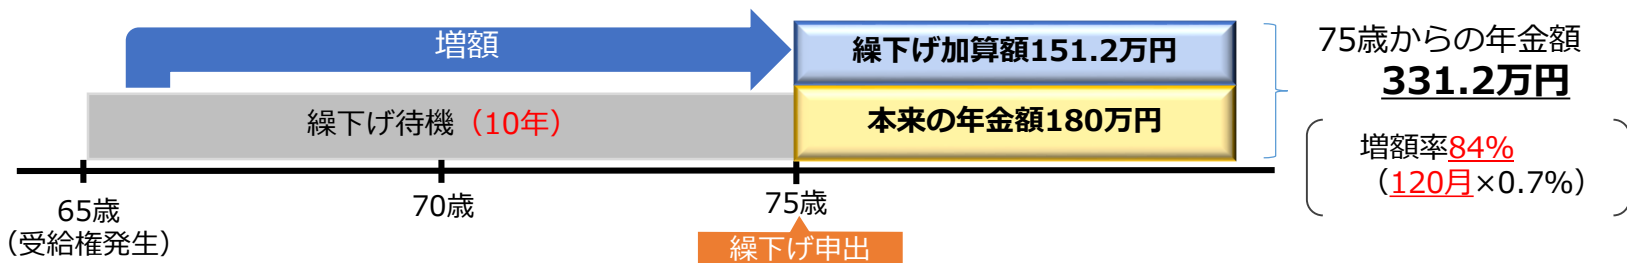 増額
繰下げ加算額151.2万円
75歳からの年金額
331.2万円
繰下げ待機（10年）
本来の年金額180万円
増額率84%
（120月×0.7%）
65歳
（受給権発生）
70歳
75歳
繰下げ申出